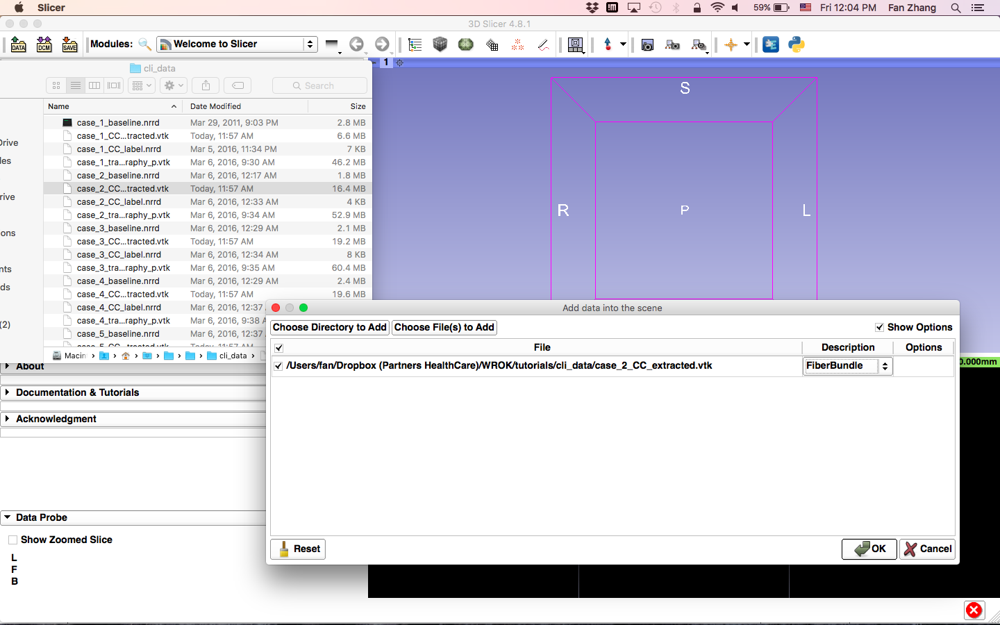 Slicer
59%
Fri 12:04 PM
Fan Zhang
3D Slicer 4.8.1
DATA
DCM
SAVE
Modules:
Welcome to Slicer
cli_data
Search
1
Name
Date Modified
Size
case_1_baseline.nrrd Mar 29, 2011, 9:03 PM 2.8 MB
case_1_CC...tracted.vtk Today, 11:57 AM 6.6 MB
case_1_CC_label.nrrd Mar 5, 2016, 11:34 PM 7 KB
case_1_tra...raphy_p.vtk Mar 6, 2016, 9:30 AM 46.2 MB
case_2_baseline.nrrd Mar 6, 2016, 12:17 AM 1.8 MB
case_2_CC...tracted.vtk Today, 11:57 AM 16.4 MB
case_2_CC_label.nrrd Mar 6, 2016, 12:33 AM 4 KB
case_2_tra...raphy_p.vtk Mar 6, 2016, 9:34 AM 52.9 MB
case_3_baseline.nrrd Mar 6, 2016, 12:29 AM 2.1 MB
case_3_CC...tracted.vtk Today, 11:57 AM 19.2 MB
case_3_CC_label.nrrd Mar 6, 2016, 12:34 AM 8 KB
case_3_tra...raphy_p.vtk Mar 6, 2016, 9:35 AM 60.4 MB
case_4_baseline.nrrd Mar 6, 2016, 12:29 AM 2.4 MB
case_4_CC...tracted.vtk Today, 11:57 AM 19.6 MB
case_4_CC_label.nrrd Mar 6, 2016, 12:37
case_4_tra...raphy_p.vtk Mar 6, 2016, 9:38 A
case_5_baseline.nrrd Mar 6, 2016, 12:37
case_5_CC...tracted.vtk Today, 11:57 AM
Drive
les
rive
ons
nts
ds
(2)
Macin
cli_data
S
R
P
L
Add data into the scene
Choose Directory to Add
Choose File(s) to Add
Show Options
File
Description
Options
/Users/fan/Dropbox (Partners HealthCare)/WROK/tutorials/cli_data/case_2_CC_extracted.vtk
FiberBundle
0.000mm
Reset
OK
Cancel
About
Documentation & Tutorials
Acknowledgment
Data Probe
Show Zoomed Slice
L
F
B